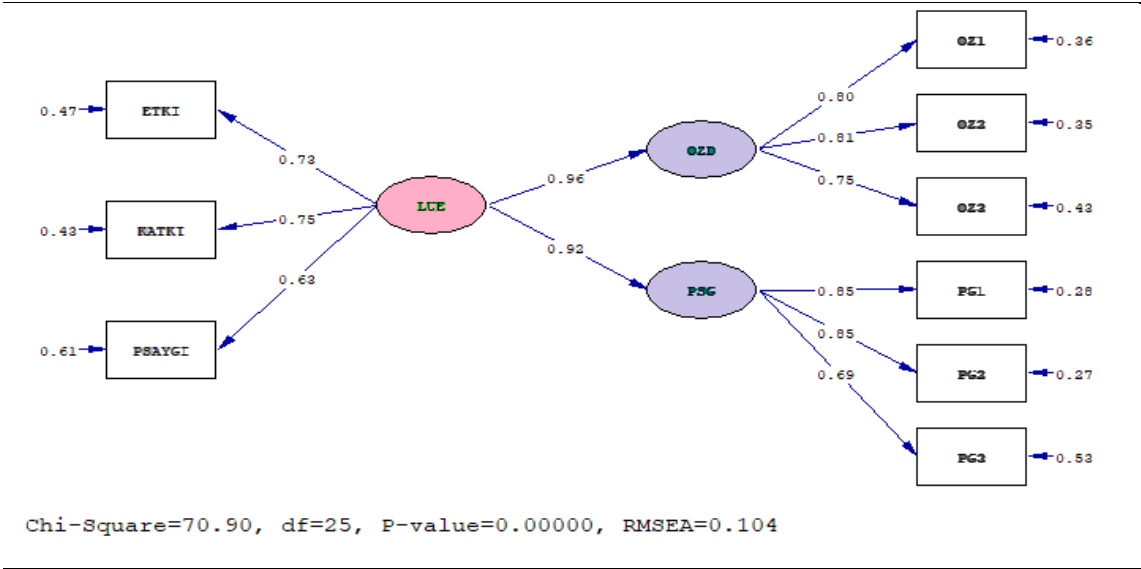 OZ1
0.36
0.47
ETKI
0.80
OZ2
0.35
0.81
0.73
OZD
0.96
0.75
LUE
OZ3
0.43
0.43
KATKI
0.75
0.92
0.63
PSG
0.85
PG1
0.28
0.85
0.61
PSAYGI
0.69
PG2
0.27
PG3
0.53
Chi-Square=70.90, df=25, P-value=0.00000, RMSEA=0.104